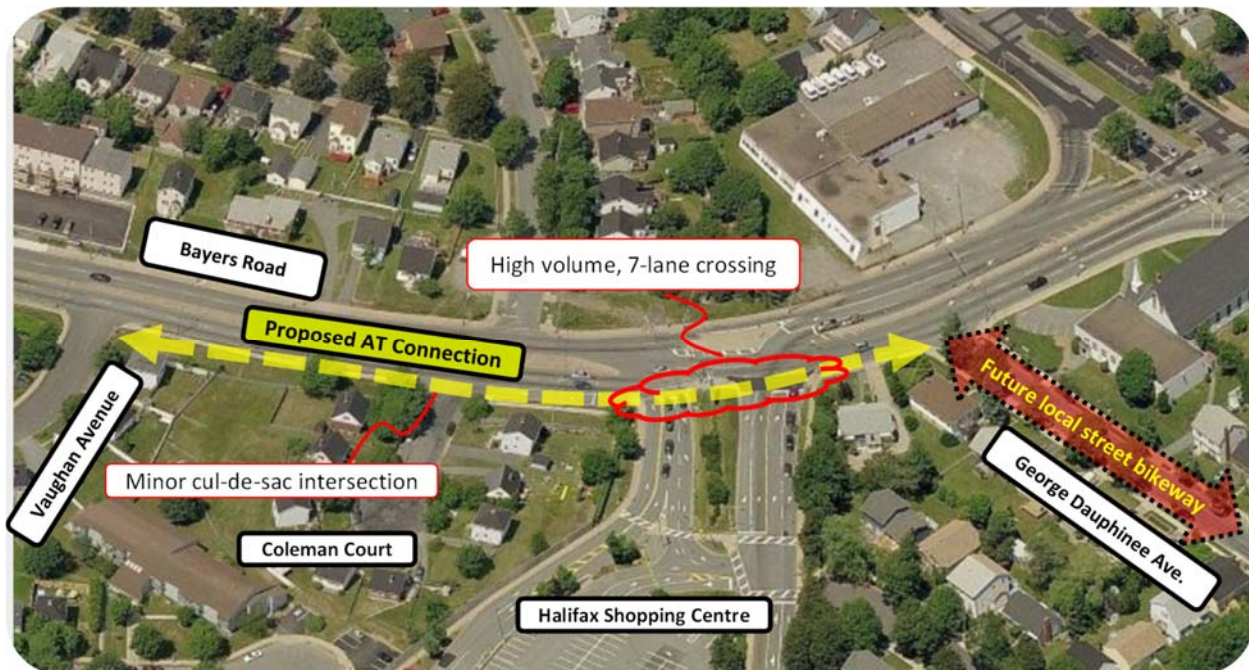 Bayers Road
High volume, 7-lane crossing
Proposed AT Connection
Future local street bikeway
Vaughan Avenue
Minor cul-de-sac intersection
George Dauphinee Ave.
Coleman Court
Halifax Shopping Centre